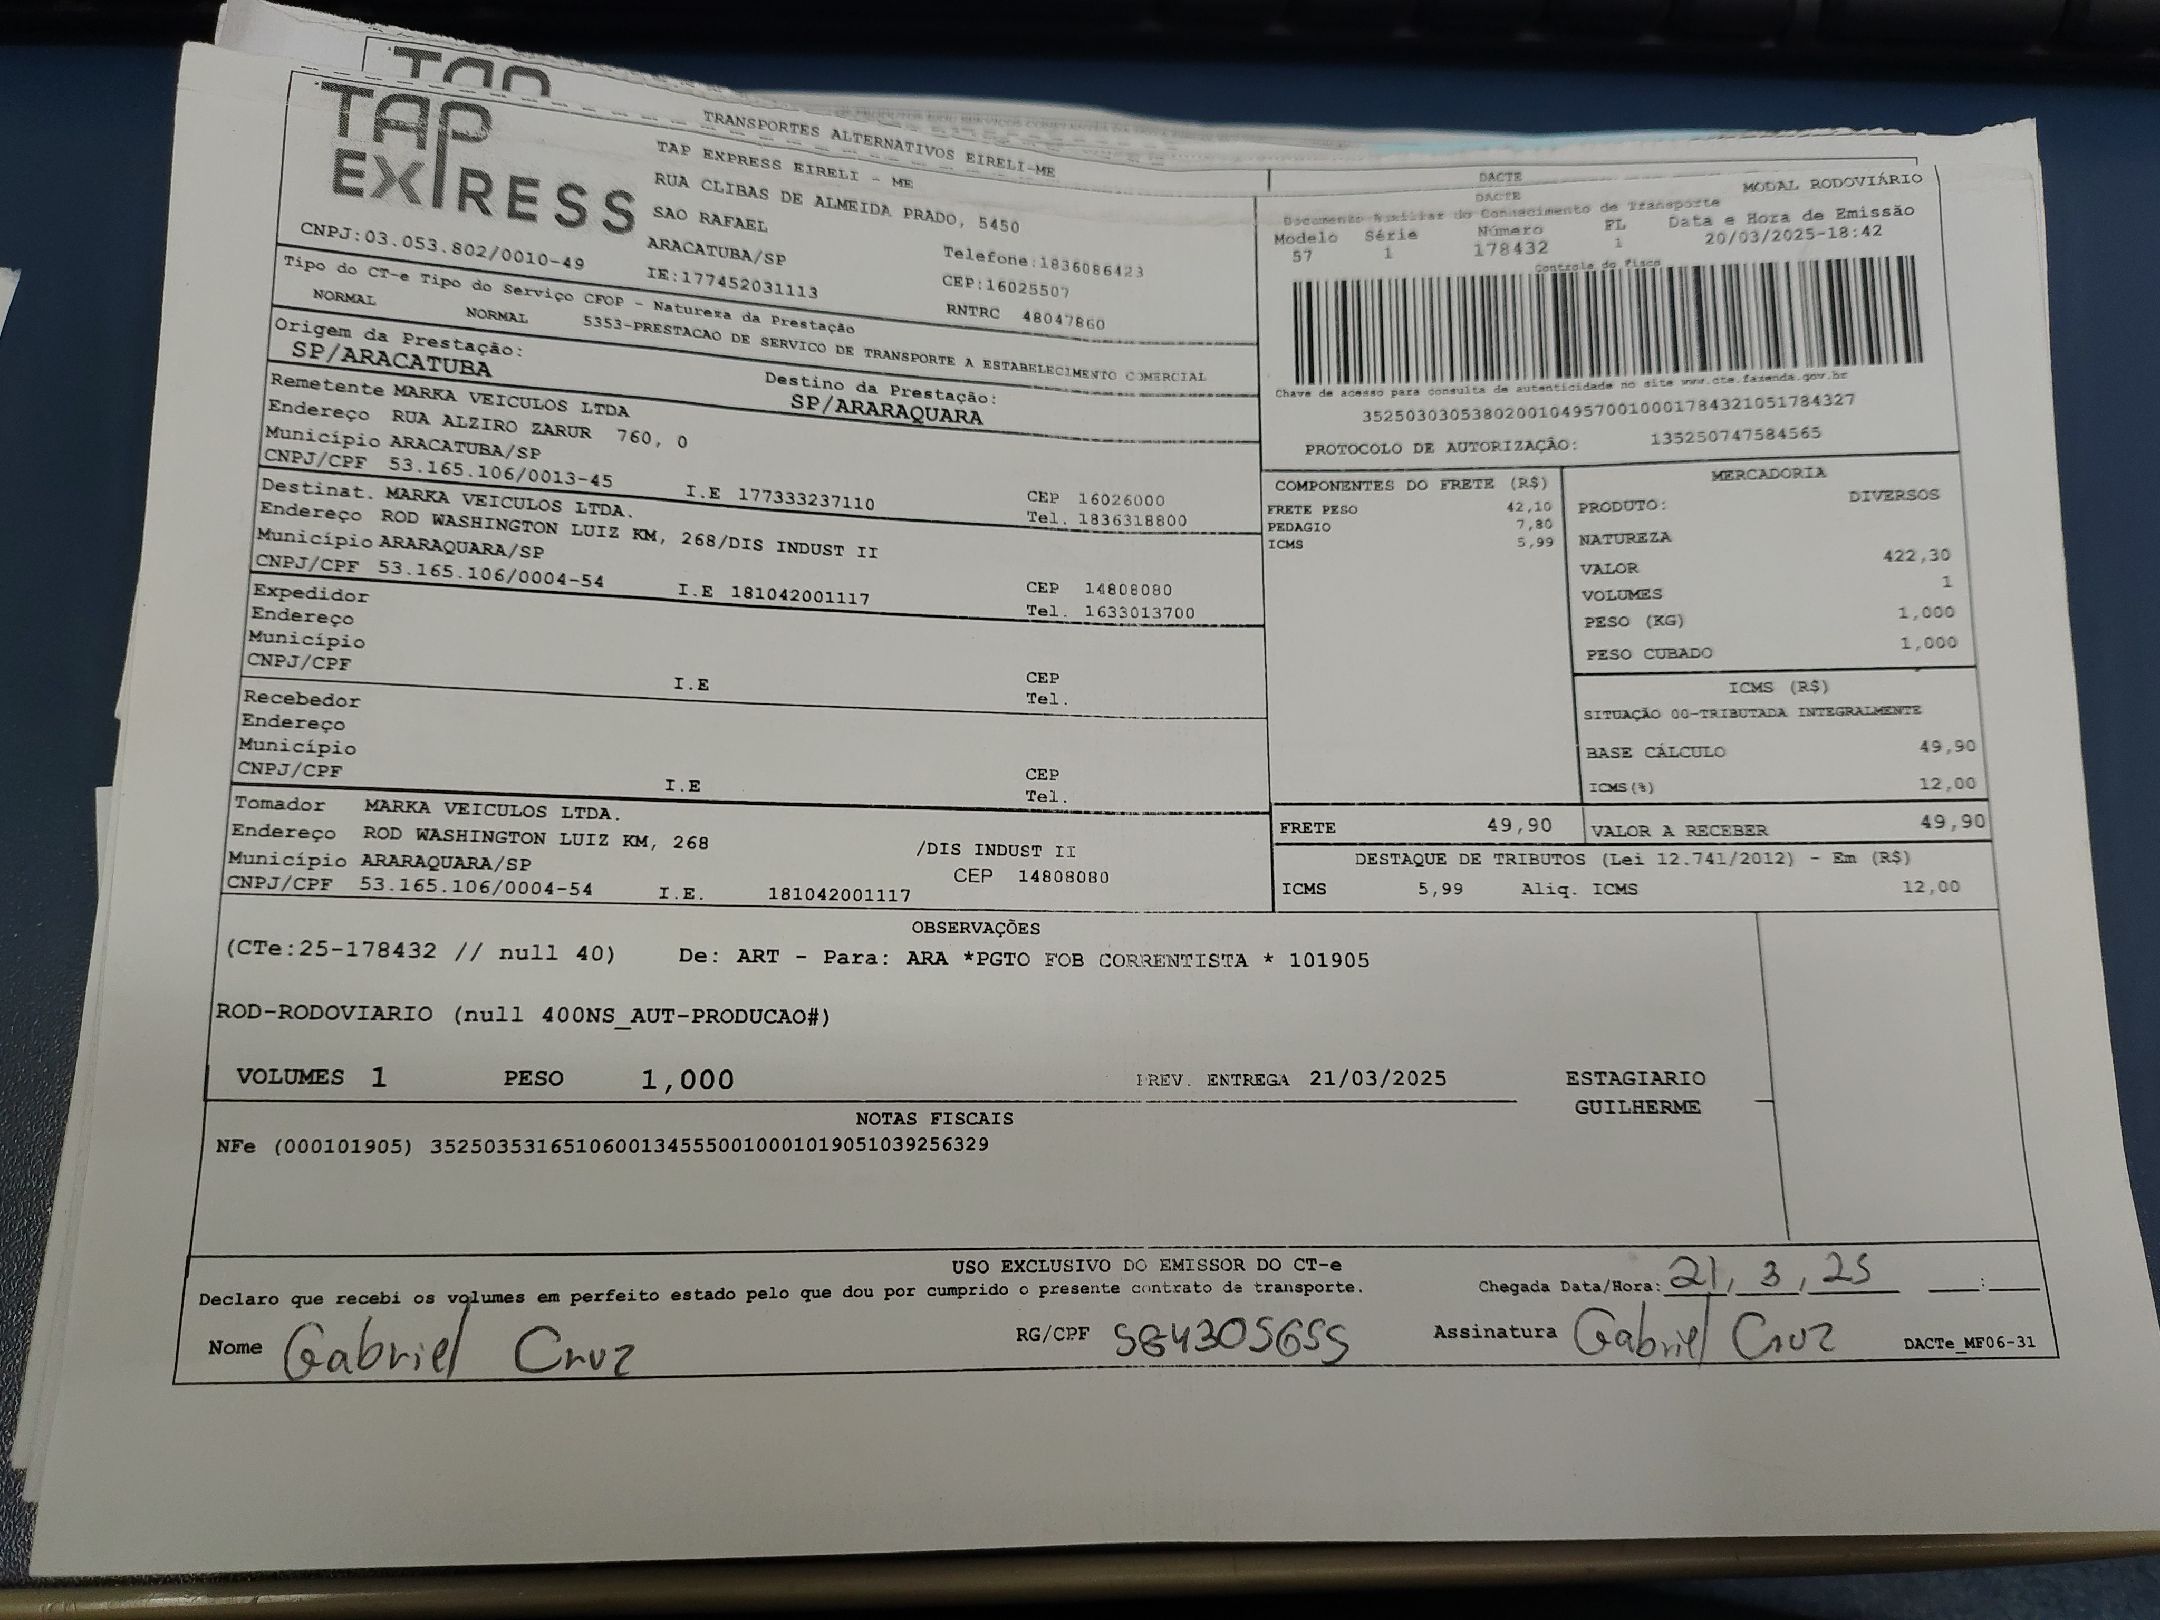 TAP
TAP
EXPRESS
TRANSPORTES ALTERNATIVOS EIRELI-ME
TAP EXPRESS EIRELI - ME
RUA CLIBAS DE ALMEIDA PRADO, 5450
SAO RAFAEL
ARACATUBA/SP Telefone:1836086423
IE:177452031113 CEP:16025507
RNTRC 48047860
CNPJ:03.053.802/0010-49
DACTE
DACTE MODAL RODOVIÁRIO
Documento Auxiliar do Conhecimento de Transporte
Modelo Série Número FL Data e Hora de Emissão
57 1 178432 1 20/03/2025-18:42
Controle do Fisco
Chave de acesso para consulta de autenticidade no site www.cte.fazenda.gov.br
35250303053802001049570010001784321051784327
PROTOCOLO DE AUTORIZAÇÃO: 135250747584565
Tipo do CT-e Tipo do Serviço CFOP - Natureza da Prestação
NORMAL NORMAL 5353-PRESTACAO DE SERVICO DE TRANSPORTE A ESTABELECIMENTO COMERCIAL
Origem da Prestação: Destino da Prestação:
SP/ARACATUBA SP/ARARAQUARA
Remetente MARKA VEICULOS LTDA
Endereço RUA ALZIRO ZARUR 760, 0
Município ARACATUBA/SP CEP 16026000
CNPJ/CPF 53.165.106/0013-45 I.E 177333237110 Tel. 1836318800
Destinat. MARKA VEICULOS LTDA.
Endereço ROD WASHINGTON LUIZ KM, 268/DIS INDUST II
Município ARARAQUARA/SP CEP 14808080
CNPJ/CPF 53.165.106/0004-54 I.E 181042001117 Tel. 1633013700
Expedidor
Endereço
Município CEP
CNPJ/CPF I.E Tel.
Recebedor
Endereço
Município CEP
CNPJ/CPF I.E Tel.
Tomador MARKA VEICULOS LTDA.
Endereço ROD WASHINGTON LUIZ KM, 268 /DIS INDUST II
Município ARARAQUARA/SP CEP 14808080
CNPJ/CPF 53.165.106/0004-54 I.E. 181042001117
COMPONENTES DO FRETE (R$)
FRETE PESO 42,10
PEDAGIO 7,80
ICMS 5,99
MERCADORIA
PRODUTO: DIVERSOS
NATUREZA
VALOR 422,30
VOLUMES 1
PESO (KG) 1,000
PESO CUBADO 1,000
ICMS (R$)
SITUAÇÃO 00-TRIBUTADA INTEGRALMENTE
BASE CÁLCULO 49,90
ICMS(%) 12,00
FRETE 49,90 VALOR A RECEBER 49,90
DESTAQUE DE TRIBUTOS (Lei 12.741/2012) - Em (R$)
ICMS 5,99 Aliq. ICMS 12,00
OBSERVAÇÕES
(CTe:25-178432 // null 40) De: ART - Para: ARA *PGTO FOB CORRENTISTA * 101905
ROD-RODOVIARIO (null 400NS_AUT-PRODUCAO#)
VOLUMES 1 PESO 1,000 PREV. ENTREGA 21/03/2025 ESTAGIARIO
GUILHERME
NOTAS FISCAIS
NFe (000101905) 35250353165106001345550010001019051039256329
USO EXCLUSIVO DO EMISSOR DO CT-e
Declaro que recebi os volumes em perfeito estado pelo que dou por cumprido o presente contrato de transporte. Chegada Data/Hora: 21, 3, 25 :
Nome Gabriel Cruz RG/CPF 584305655 Assinatura Gabriel Cruz DACTe_MF06-31